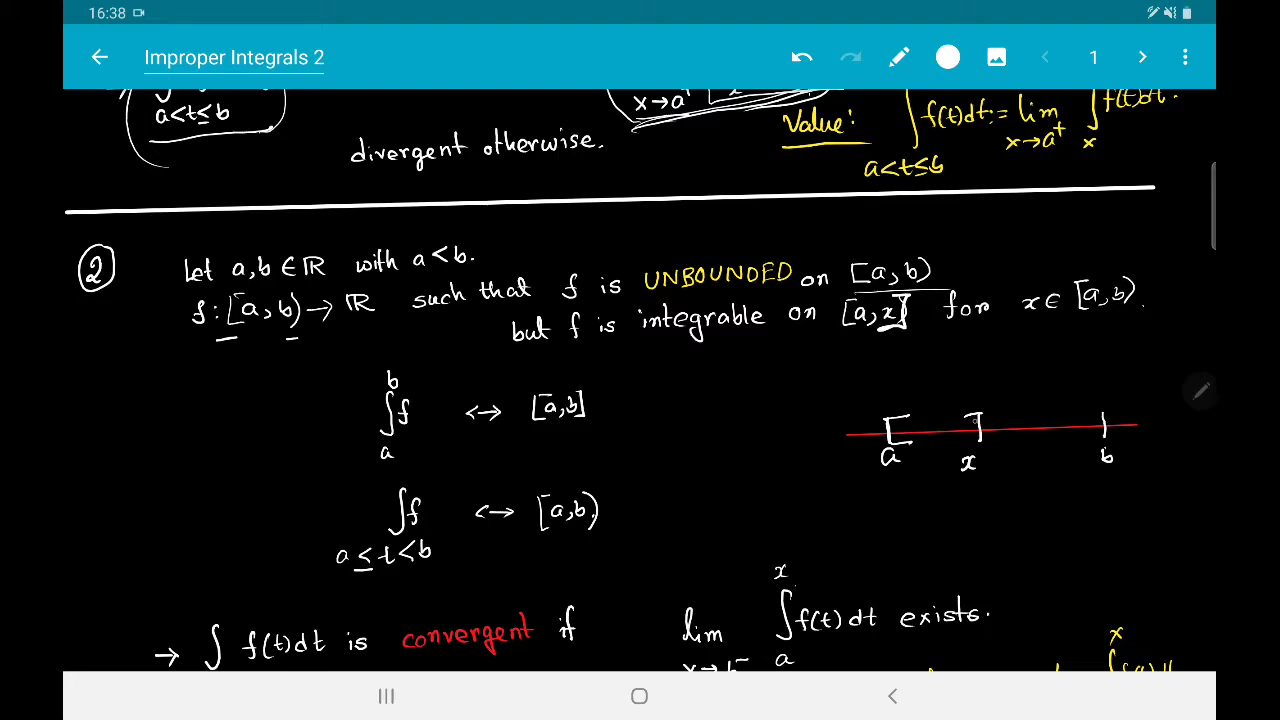 16:38
Improper Integrals 2
1
a<t≤b
x→a⁺
divergent otherwise.
Value: ∫ f(t)dt := lim ∫ f(t)dt.
a<t≤b x→a⁺ x
② Let a,b ∈ ℝ with a<b.
f: [a,b) → ℝ such that f is UNBOUNDED on [a,b)
but f is integrable on [a,x] for x ∈ [a,b).
b
∫ f ↔ [a,b]
a
a x b
∫ f ↔ [a,b)
a ≤ t < b
x
→ ∫ f(t)dt is convergent if lim ∫ f(t) dt exists.
x→b⁻ a
x